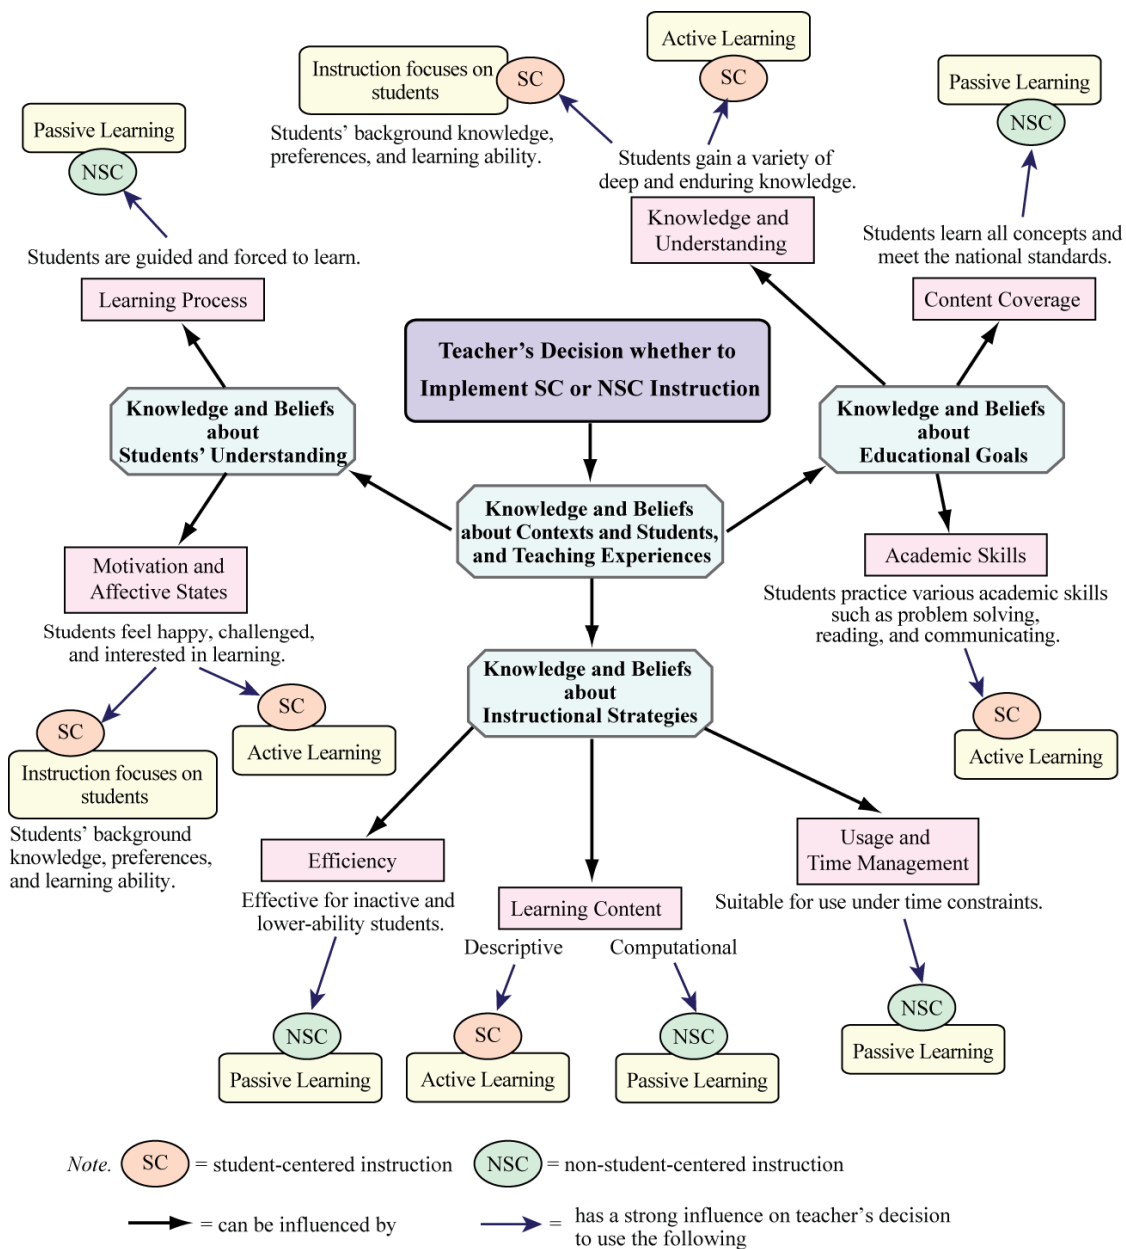 Active Learning
SC
Instruction focuses on
students
SC
Students’ background knowledge,
preferences, and learning ability.
Passive Learning
NSC
Passive Learning
NSC
Students gain a variety of
deep and enduring knowledge.
Knowledge and
Understanding
Students learn all concepts and
meet the national standards.
Content Coverage
Students are guided and forced to learn.
Learning Process
Teacher’s Decision whether to
Implement SC or NSC Instruction
Knowledge and Beliefs
about
Students’ Understanding
Knowledge and Beliefs
about
Educational Goals
Knowledge and Beliefs
about Contexts and Students,
and Teaching Experiences
Motivation and
Affective States
Students feel happy, challenged,
and interested in learning.
SC
Instruction focuses on
students
Students’ background
knowledge, preferences,
and learning ability.
SC
Active Learning
Academic Skills
Students practice various academic skills
such as problem solving,
reading, and communicating.
SC
Active Learning
Knowledge and Beliefs
about
Instructional Strategies
Efficiency
Effective for inactive and
lower-ability students.
NSC
Passive Learning
Learning Content
Descriptive
SC
Active Learning
Computational
NSC
Passive Learning
Usage and
Time Management
Suitable for use under time constraints.
NSC
Passive Learning
Note. SC = student-centered instruction NSC = non-student-centered instruction
= can be influenced by
= has a strong influence on teacher’s decision
to use the following